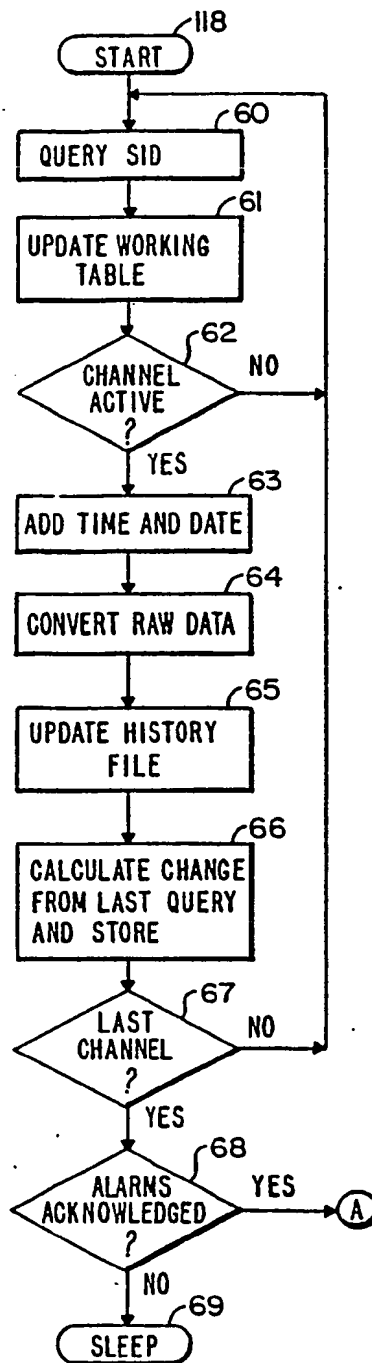 118
START
60
QUERY SID
61
UPDATE WORKING
TABLE
62
CHANNEL
ACTIVE
?
NO
YES
63
ADD TIME AND DATE
64
CONVERT RAW DATA
65
UPDATE HISTORY
FILE
66
CALCULATE CHANGE
FROM LAST QUERY
AND STORE
67
LAST
CHANNEL
?
NO
YES
68
ALARMS
ACKNOWLEDGED
?
YES
A
NO
69
SLEEP